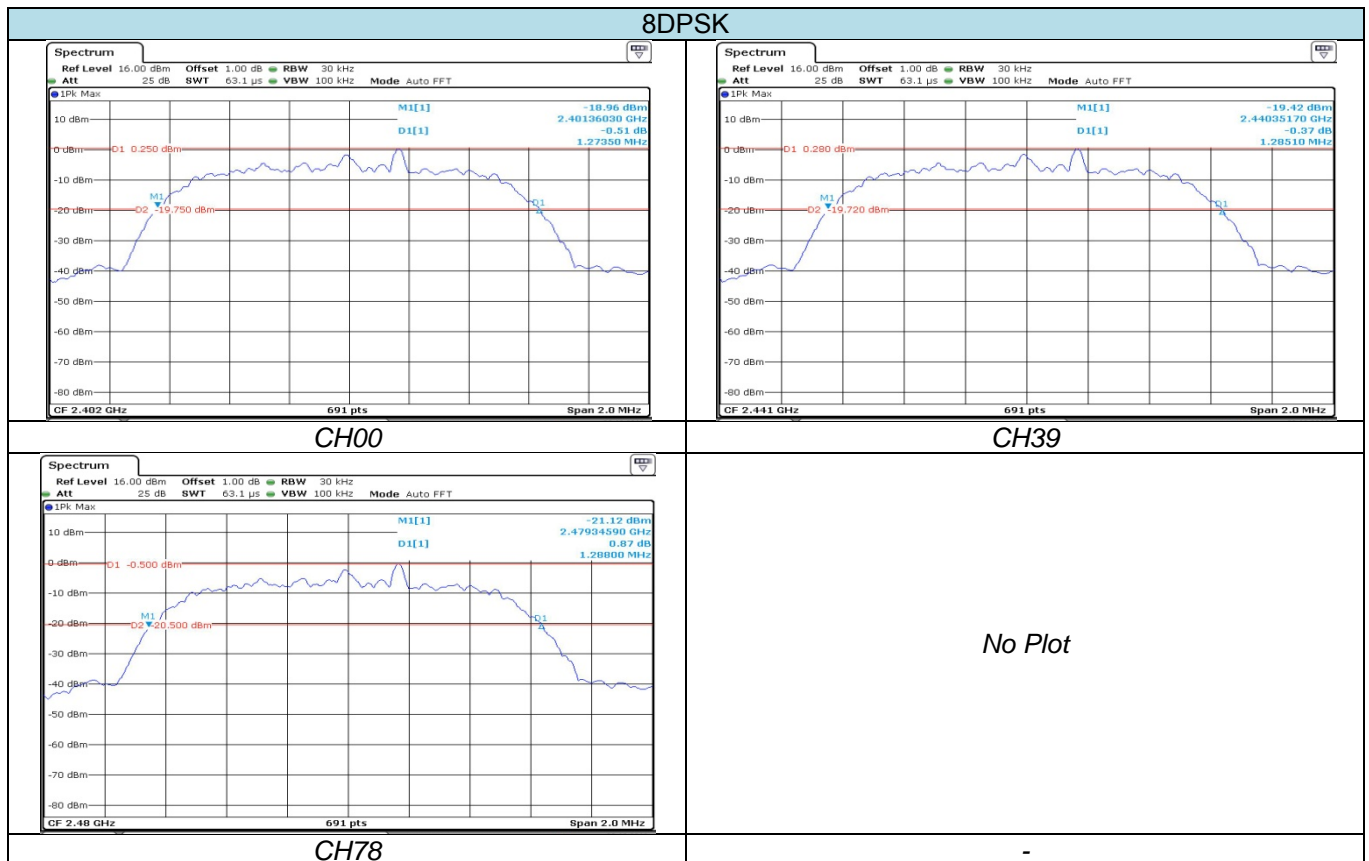 8DPSK
Spectrum
Ref Level 16.00 dBm Offset 1.00 dB RBW 30 kHz
Att 25 dB SWT 63.1 µs VBW 100 kHz Mode Auto FFT
1Pk Max
M1[1] -18.96 dBm
2.40136030 GHz
D1[1] -0.51 dB
1.27350 MHz
10 dBm
0 dBm D1 0.250 dBm
-10 dBm
M1
D1
-20 dBm D2 -19.750 dBm
-30 dBm
-40 dBm
-50 dBm
-60 dBm
-70 dBm
-80 dBm
CF 2.402 GHz 691 pts Span 2.0 MHz
Spectrum
Ref Level 16.00 dBm Offset 1.00 dB RBW 30 kHz
Att 25 dB SWT 63.1 µs VBW 100 kHz Mode Auto FFT
1Pk Max
M1[1] -19.42 dBm
2.44035170 GHz
D1[1] -0.37 dB
1.28510 MHz
10 dBm
0 dBm D1 0.280 dBm
-10 dBm
M1
D1
-20 dBm D2 -19.720 dBm
-30 dBm
-40 dBm
-50 dBm
-60 dBm
-70 dBm
-80 dBm
CF 2.441 GHz 691 pts Span 2.0 MHz
CH00
CH39
Spectrum
Ref Level 16.00 dBm Offset 1.00 dB RBW 30 kHz
Att 25 dB SWT 63.1 µs VBW 100 kHz Mode Auto FFT
1Pk Max
M1[1] -21.12 dBm
2.47934590 GHz
D1[1] 0.87 dB
1.28800 MHz
10 dBm
0 dBm D1 -0.500 dBm
-10 dBm
M1
D1
-20 dBm D2 -20.500 dBm
-30 dBm
-40 dBm
-50 dBm
-60 dBm
-70 dBm
-80 dBm
CF 2.48 GHz 691 pts Span 2.0 MHz
No Plot
CH78
-